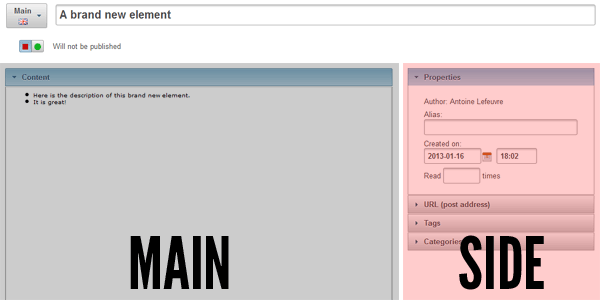 Main
A brand new element
Will not be published
Content
Here is the description of this brand new element.
It is great!
MAIN
Properties
Author: Antoine Lefeuvre
Alias:
Created on:
2013-01-16 18:02
Read times
URL (post address)
Tags
Categories
SIDE